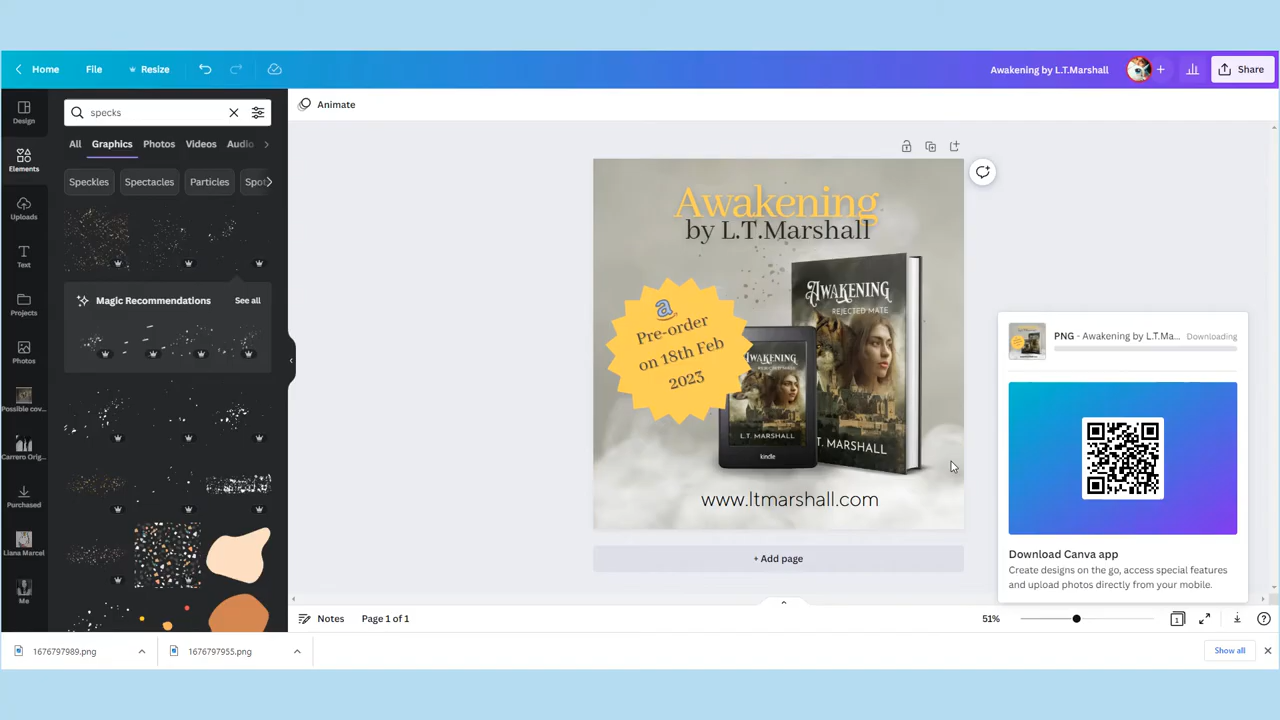 Home
File
Resize
Awakening by L.T.Marshall
Share
Design
Elements
Uploads
Text
Projects
Photos
Possible cov...
Carrero Orig...
Purchased
Liana Marcel
Me
specks
All
Graphics
Photos
Videos
Audio
Speckles
Spectacles
Particles
Spot
Magic Recommendations
See all
Animate
Awakening
by L.T.Marshall
a
Pre-order
on 18th Feb
2023
AWAKENING
REJECTED MATE
L.T. MARSHALL
AWAKENING
REJECTED MATE
L.T. MARSHALL
kindle
www.ltmarshall.com
+ Add page
PNG - Awakening by L.T.Ma...
Downloading
Download Canva app
Create designs on the go, access special features
and upload photos directly from your mobile.
Notes
Page 1 of 1
51%
1
1676797989.png
1676797955.png
Show all